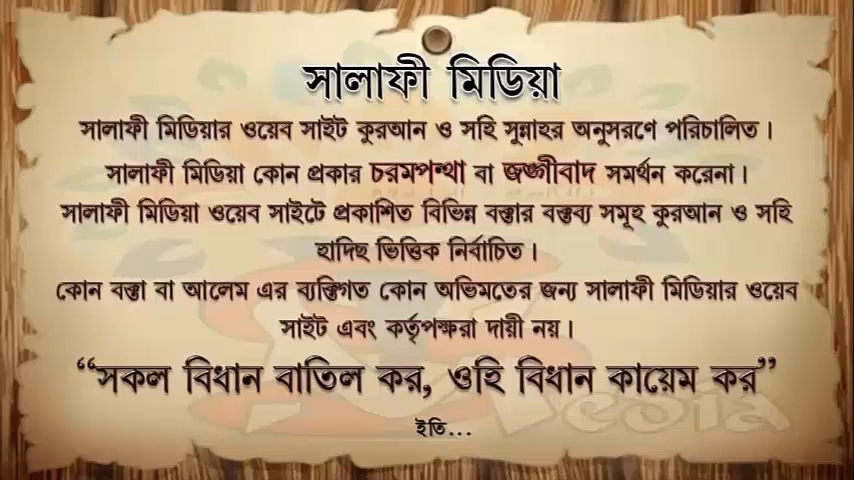 সালাফী মিডিয়া
সালাফী মিডিয়ার ওয়েব সাইট কুরআন ও সহি সুন্নাহর অনুসরণে পরিচালিত।
সালাফী মিডিয়া কোন প্রকার চরমপন্থা বা জঙ্গীবাদ সমর্থন করেনা।
সালাফী মিডিয়া ওয়েব সাইটে প্রকাশিত বিভিন্ন বক্তার বক্তব্য সমূহ কুরআন ও সহি
হাদিছ ভিত্তিক নির্বাচিত।
কোন বক্তা বা আলেম এর ব্যক্তিগত কোন অভিমতের জন্য সালাফী মিডিয়ার ওয়েব
সাইট এবং কর্তৃপক্ষরা দায়ী নয়।
“সকল বিধান বাতিল কর, ওহি বিধান কায়েম কর”
ইতি...